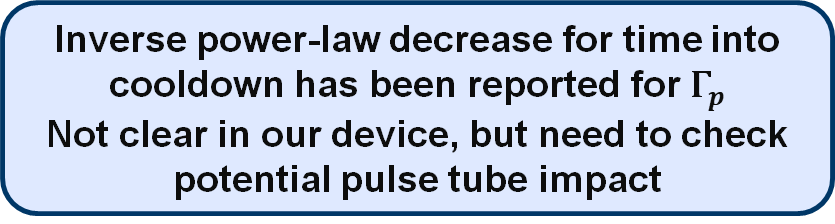 Inverse power-law decrease for time into
cooldown has been reported for Γₚ
Not clear in our device, but need to check
potential pulse tube impact